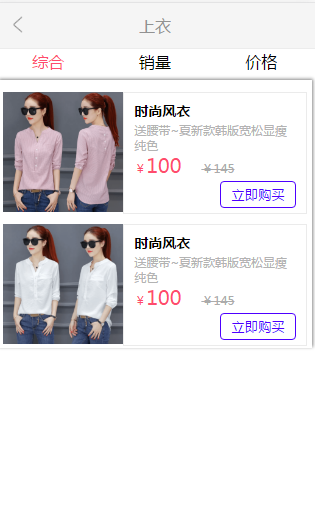 上衣
综合 销量 价格
时尚风衣
送腰带~夏新款韩版宽松显瘦
纯色
￥100 ￥145
立即购买
时尚风衣
送腰带~夏新款韩版宽松显瘦
纯色
￥100 ￥145
立即购买